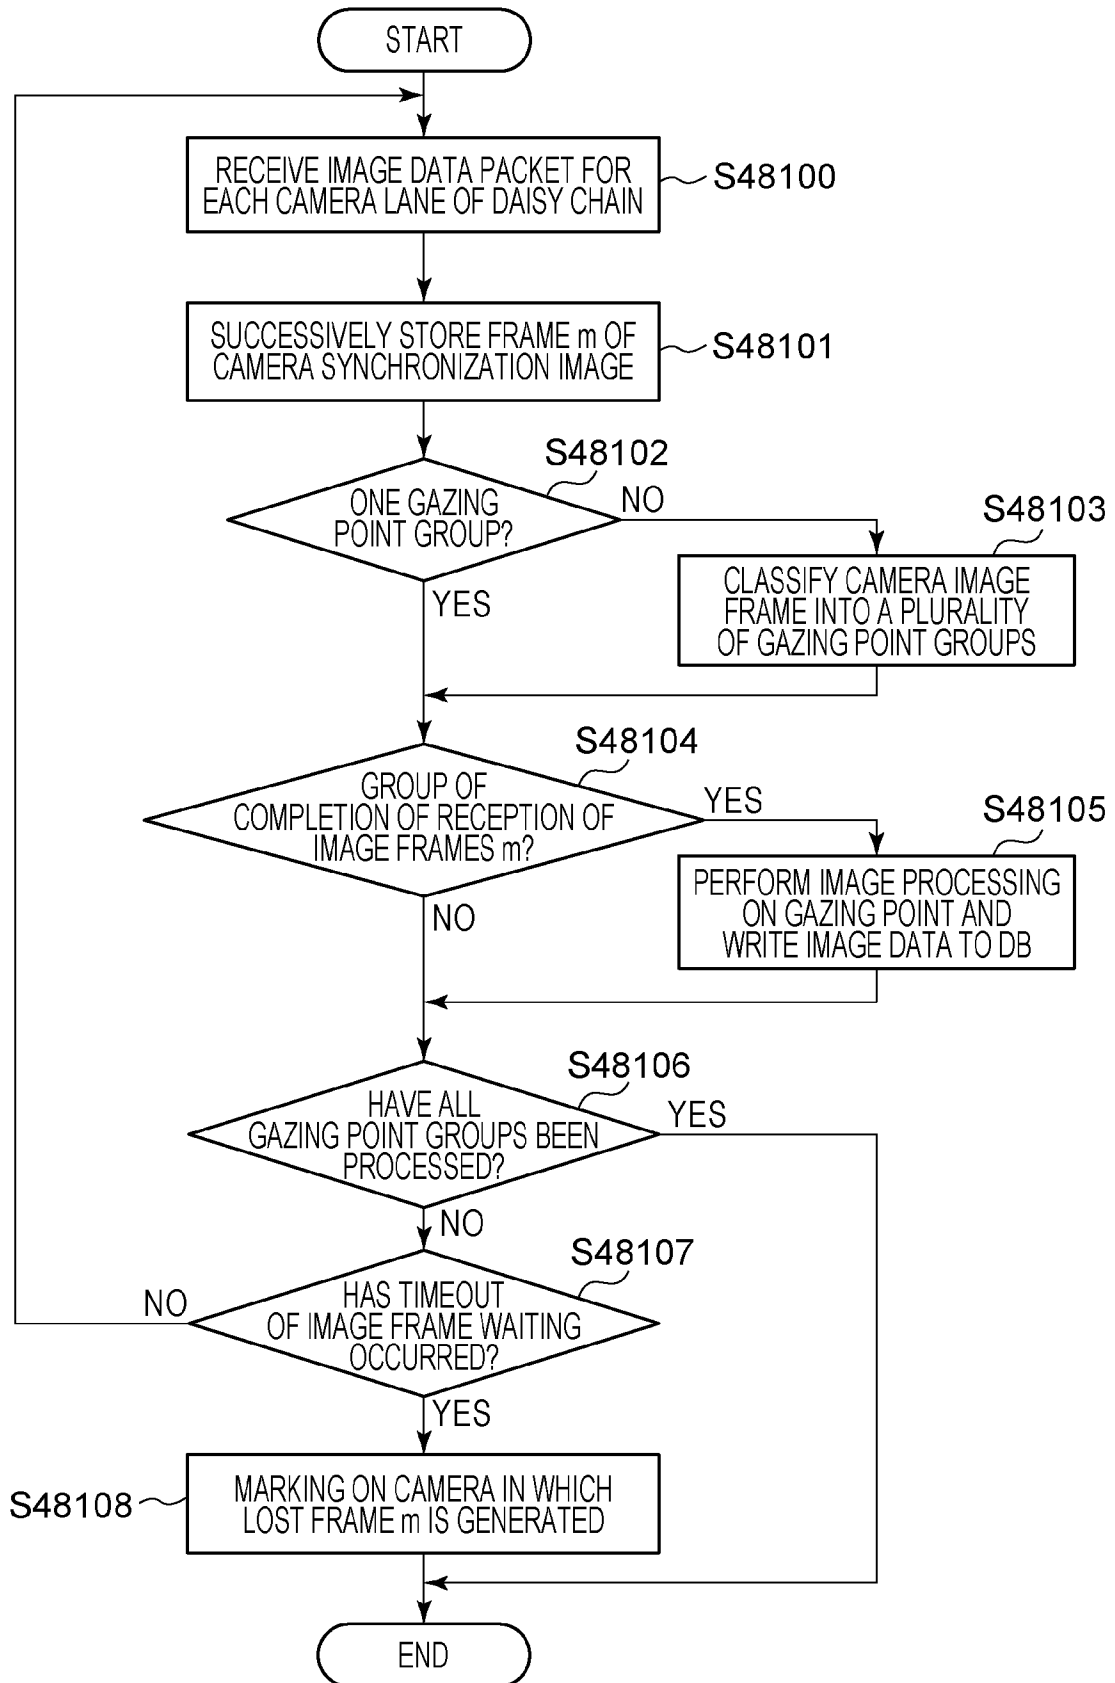 START
RECEIVE IMAGE DATA PACKET FOR
EACH CAMERA LANE OF DAISY CHAIN
S48100
SUCCESSIVELY STORE FRAME m OF
CAMERA SYNCHRONIZATION IMAGE
S48101
S48102
ONE GAZING
POINT GROUP?
NO
YES
S48103
CLASSIFY CAMERA IMAGE
FRAME INTO A PLURALITY
OF GAZING POINT GROUPS
S48104
GROUP OF
COMPLETION OF RECEPTION OF
IMAGE FRAMES m?
YES
NO
S48105
PERFORM IMAGE PROCESSING
ON GAZING POINT AND
WRITE IMAGE DATA TO DB
S48106
HAVE ALL
GAZING POINT GROUPS BEEN
PROCESSED?
YES
NO
S48107
HAS TIMEOUT
OF IMAGE FRAME WAITING
OCCURRED?
NO
YES
S48108
MARKING ON CAMERA IN WHICH
LOST FRAME m IS GENERATED
END